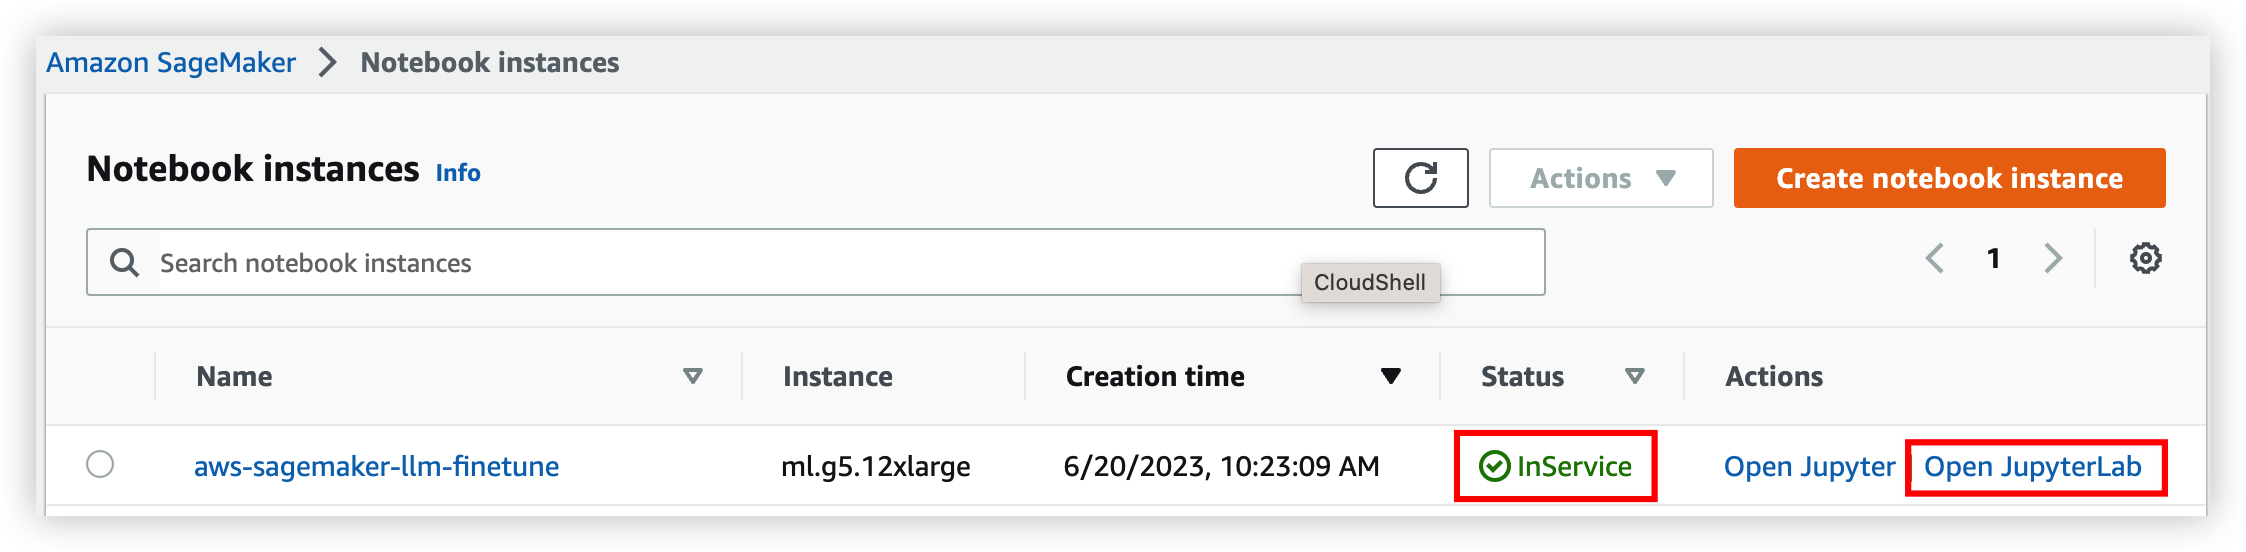 Amazon SageMaker > Notebook instances
Notebook instances Info
Actions
Create notebook instance
Search notebook instances
CloudShell
1
Name Instance Creation time Status Actions
aws-sagemaker-llm-finetune ml.g5.12xlarge 6/20/2023, 10:23:09 AM InService Open Jupyter Open JupyterLab